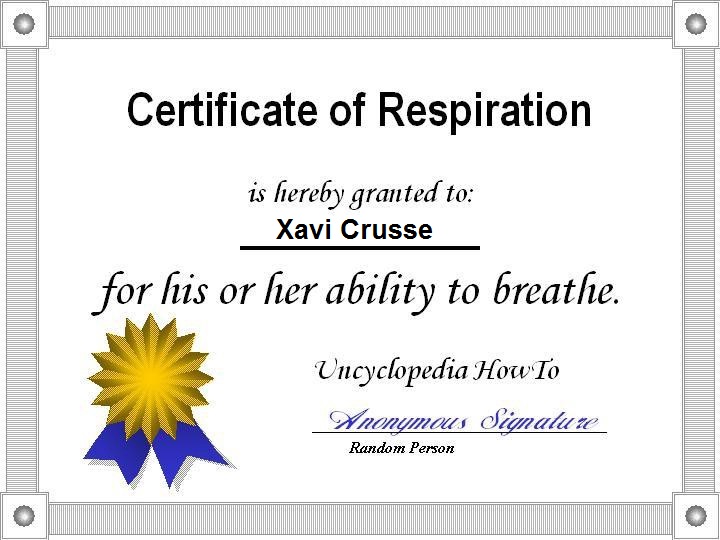 Certificate of Respiration
is hereby granted to:
Xavi Crusse
for his or her ability to breathe.
Uncyclopedia HowTo
Anonymous Signature
Random Person